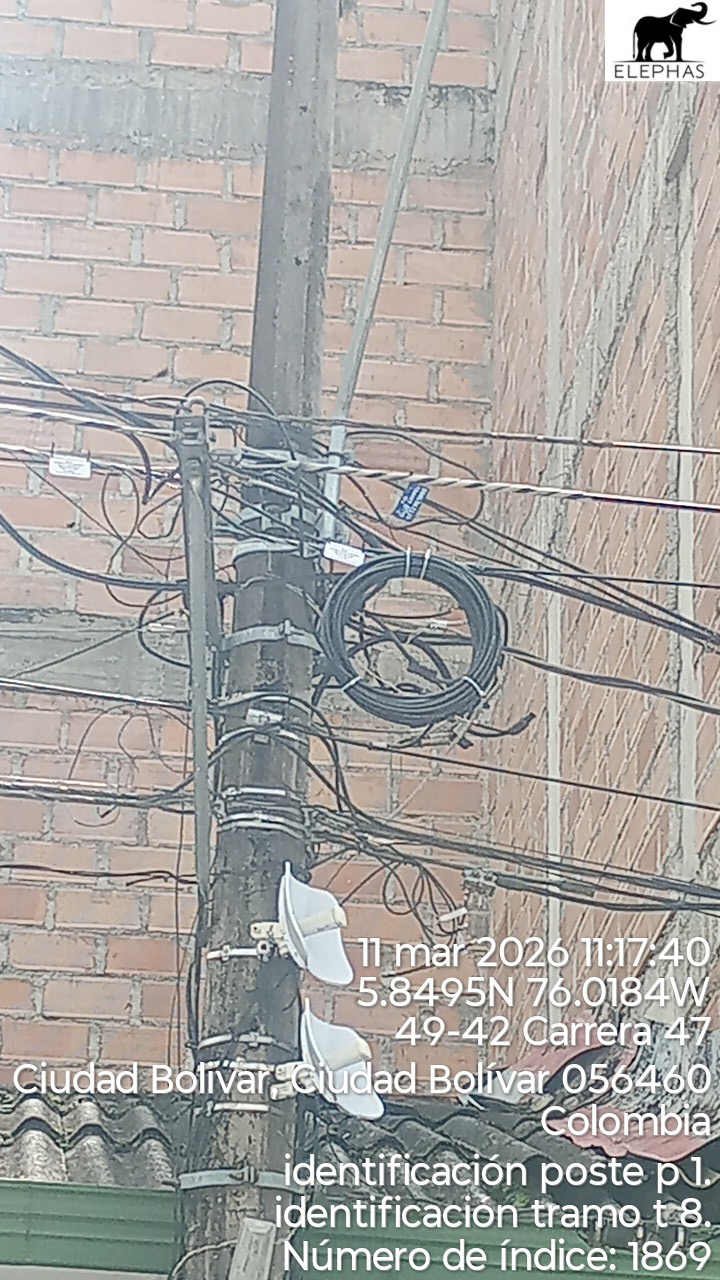 ELEPHAS
11 mar 2026 11:17:40
5.8495N 76.0184W
49-42 Carrera 47
Ciudad Bolívar Ciudad Bolívar 056460
Colombia
identificación poste p 1.
identificación tramo t 8.
Número de índice: 1869